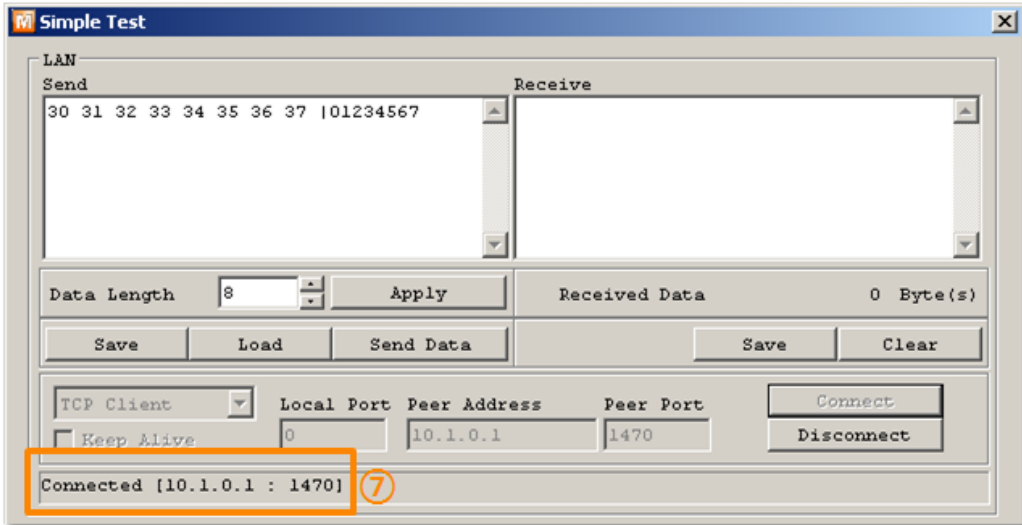 Simple Test
LAN
Send
Receive
30 31 32 33 34 35 36 37 |01234567
Data Length 8 Apply
Received Data 0 Byte(s)
Save Load Send Data
Save Clear
TCP Client Local Port Peer Address Peer Port Connect
Keep Alive 0 10.1.0.1 1470 Disconnect
Connected [10.1.0.1 : 1470] ⑦